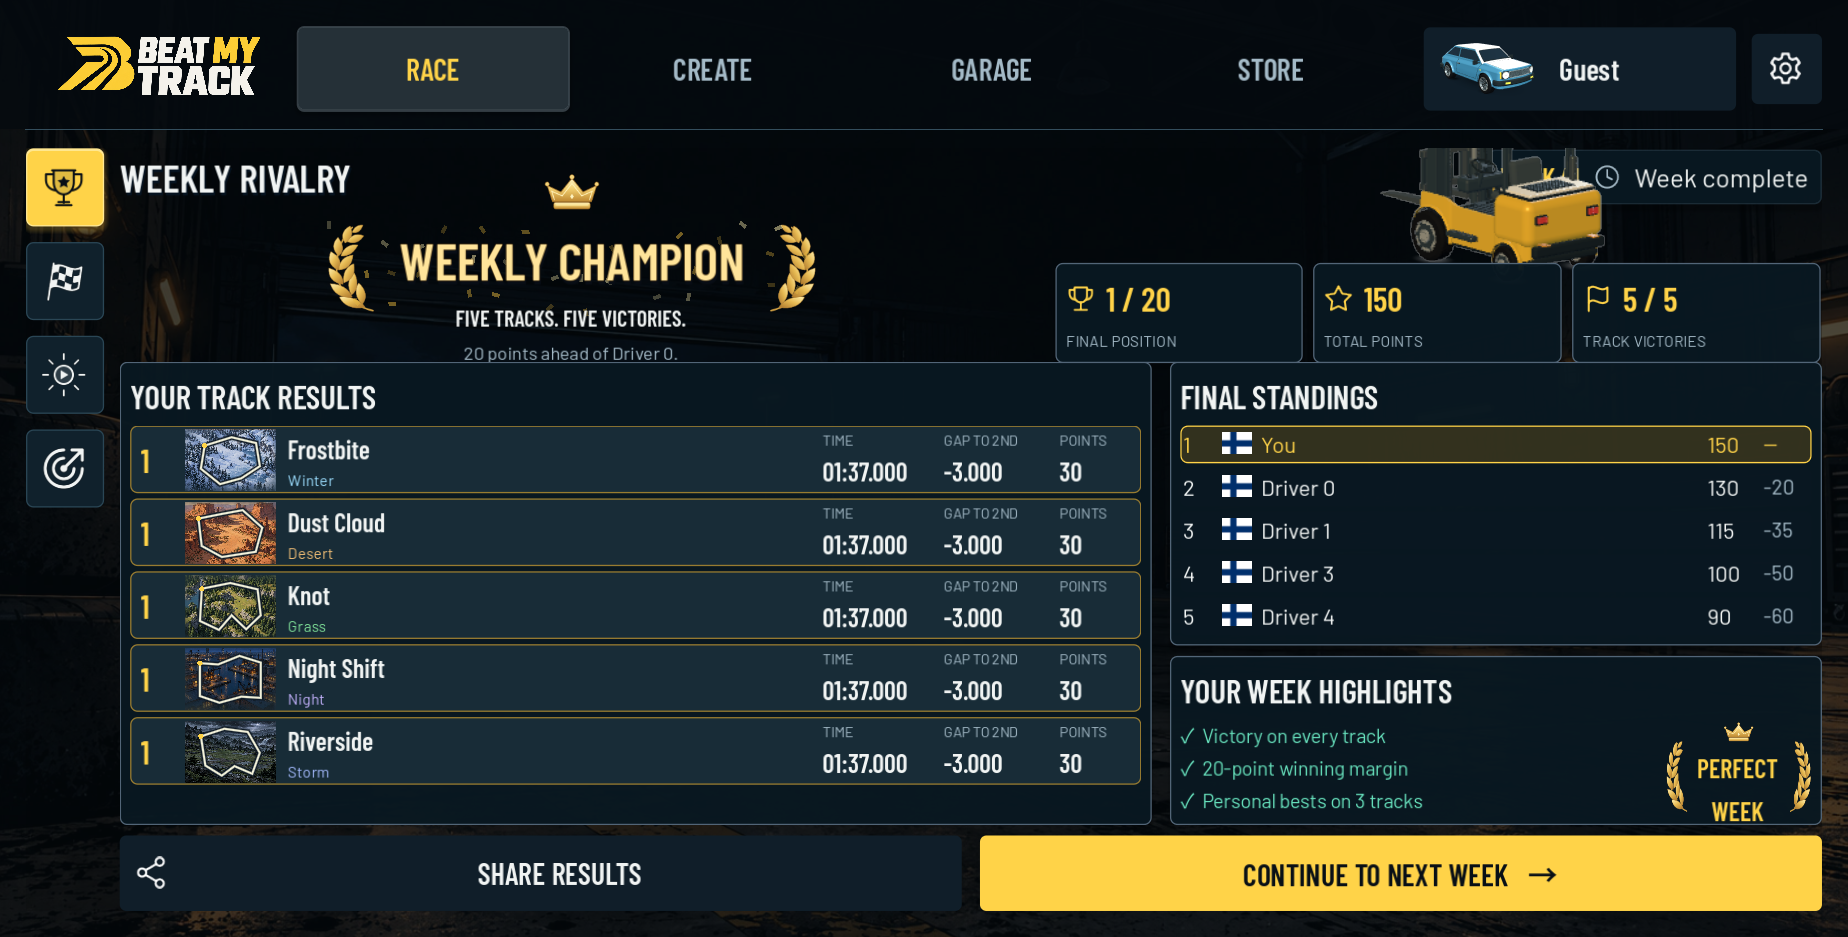 BEAT MY
TRACK
RACE
CREATE
GARAGE
STORE
Guest
WEEKLY RIVALRY
Week complete
WEEKLY CHAMPION
FIVE TRACKS. FIVE VICTORIES.
20 points ahead of Driver 0.
1 / 20
FINAL POSITION
150
TOTAL POINTS
5 / 5
TRACK VICTORIES
YOUR TRACK RESULTS
1 Frostbite TIME GAP TO 2ND POINTS
Winter 01:37.000 -3.000 30
1 Dust Cloud TIME GAP TO 2ND POINTS
Desert 01:37.000 -3.000 30
1 Knot TIME GAP TO 2ND POINTS
Grass 01:37.000 -3.000 30
1 Night Shift TIME GAP TO 2ND POINTS
Night 01:37.000 -3.000 30
1 Riverside TIME GAP TO 2ND POINTS
Storm 01:37.000 -3.000 30
FINAL STANDINGS
1 You 150 –
2 Driver 0 130 -20
3 Driver 1 115 -35
4 Driver 3 100 -50
5 Driver 4 90 -60
YOUR WEEK HIGHLIGHTS
✓ Victory on every track
✓ 20-point winning margin
✓ Personal bests on 3 tracks
PERFECT
WEEK
SHARE RESULTS
CONTINUE TO NEXT WEEK →